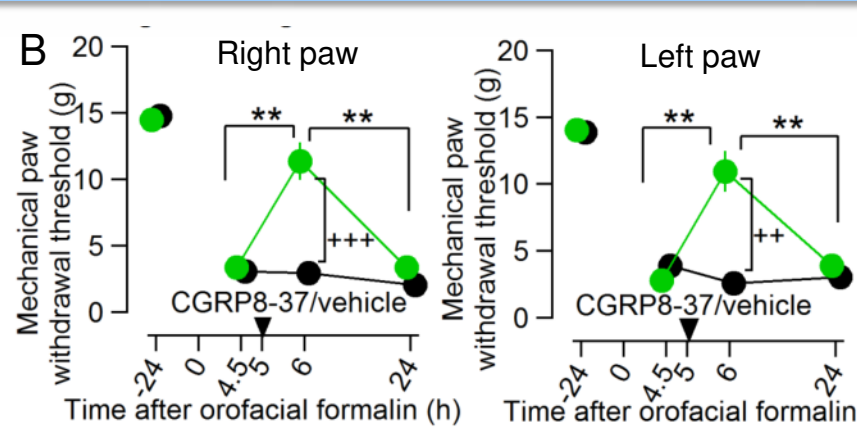 B
Right paw
Mechanical paw
withdrawal threshold (g)
20
15
10
5
0
**
**
+++
CGRP8-37/vehicle
-24
0
4.5
5
6
24
Time after orofacial formalin (h)
Left paw
Mechanical paw
withdrawal threshold (g)
20
15
10
5
0
**
**
++
CGRP8-37/vehicle
-24
0
4.5
5
6
24
Time after orofacial formalin